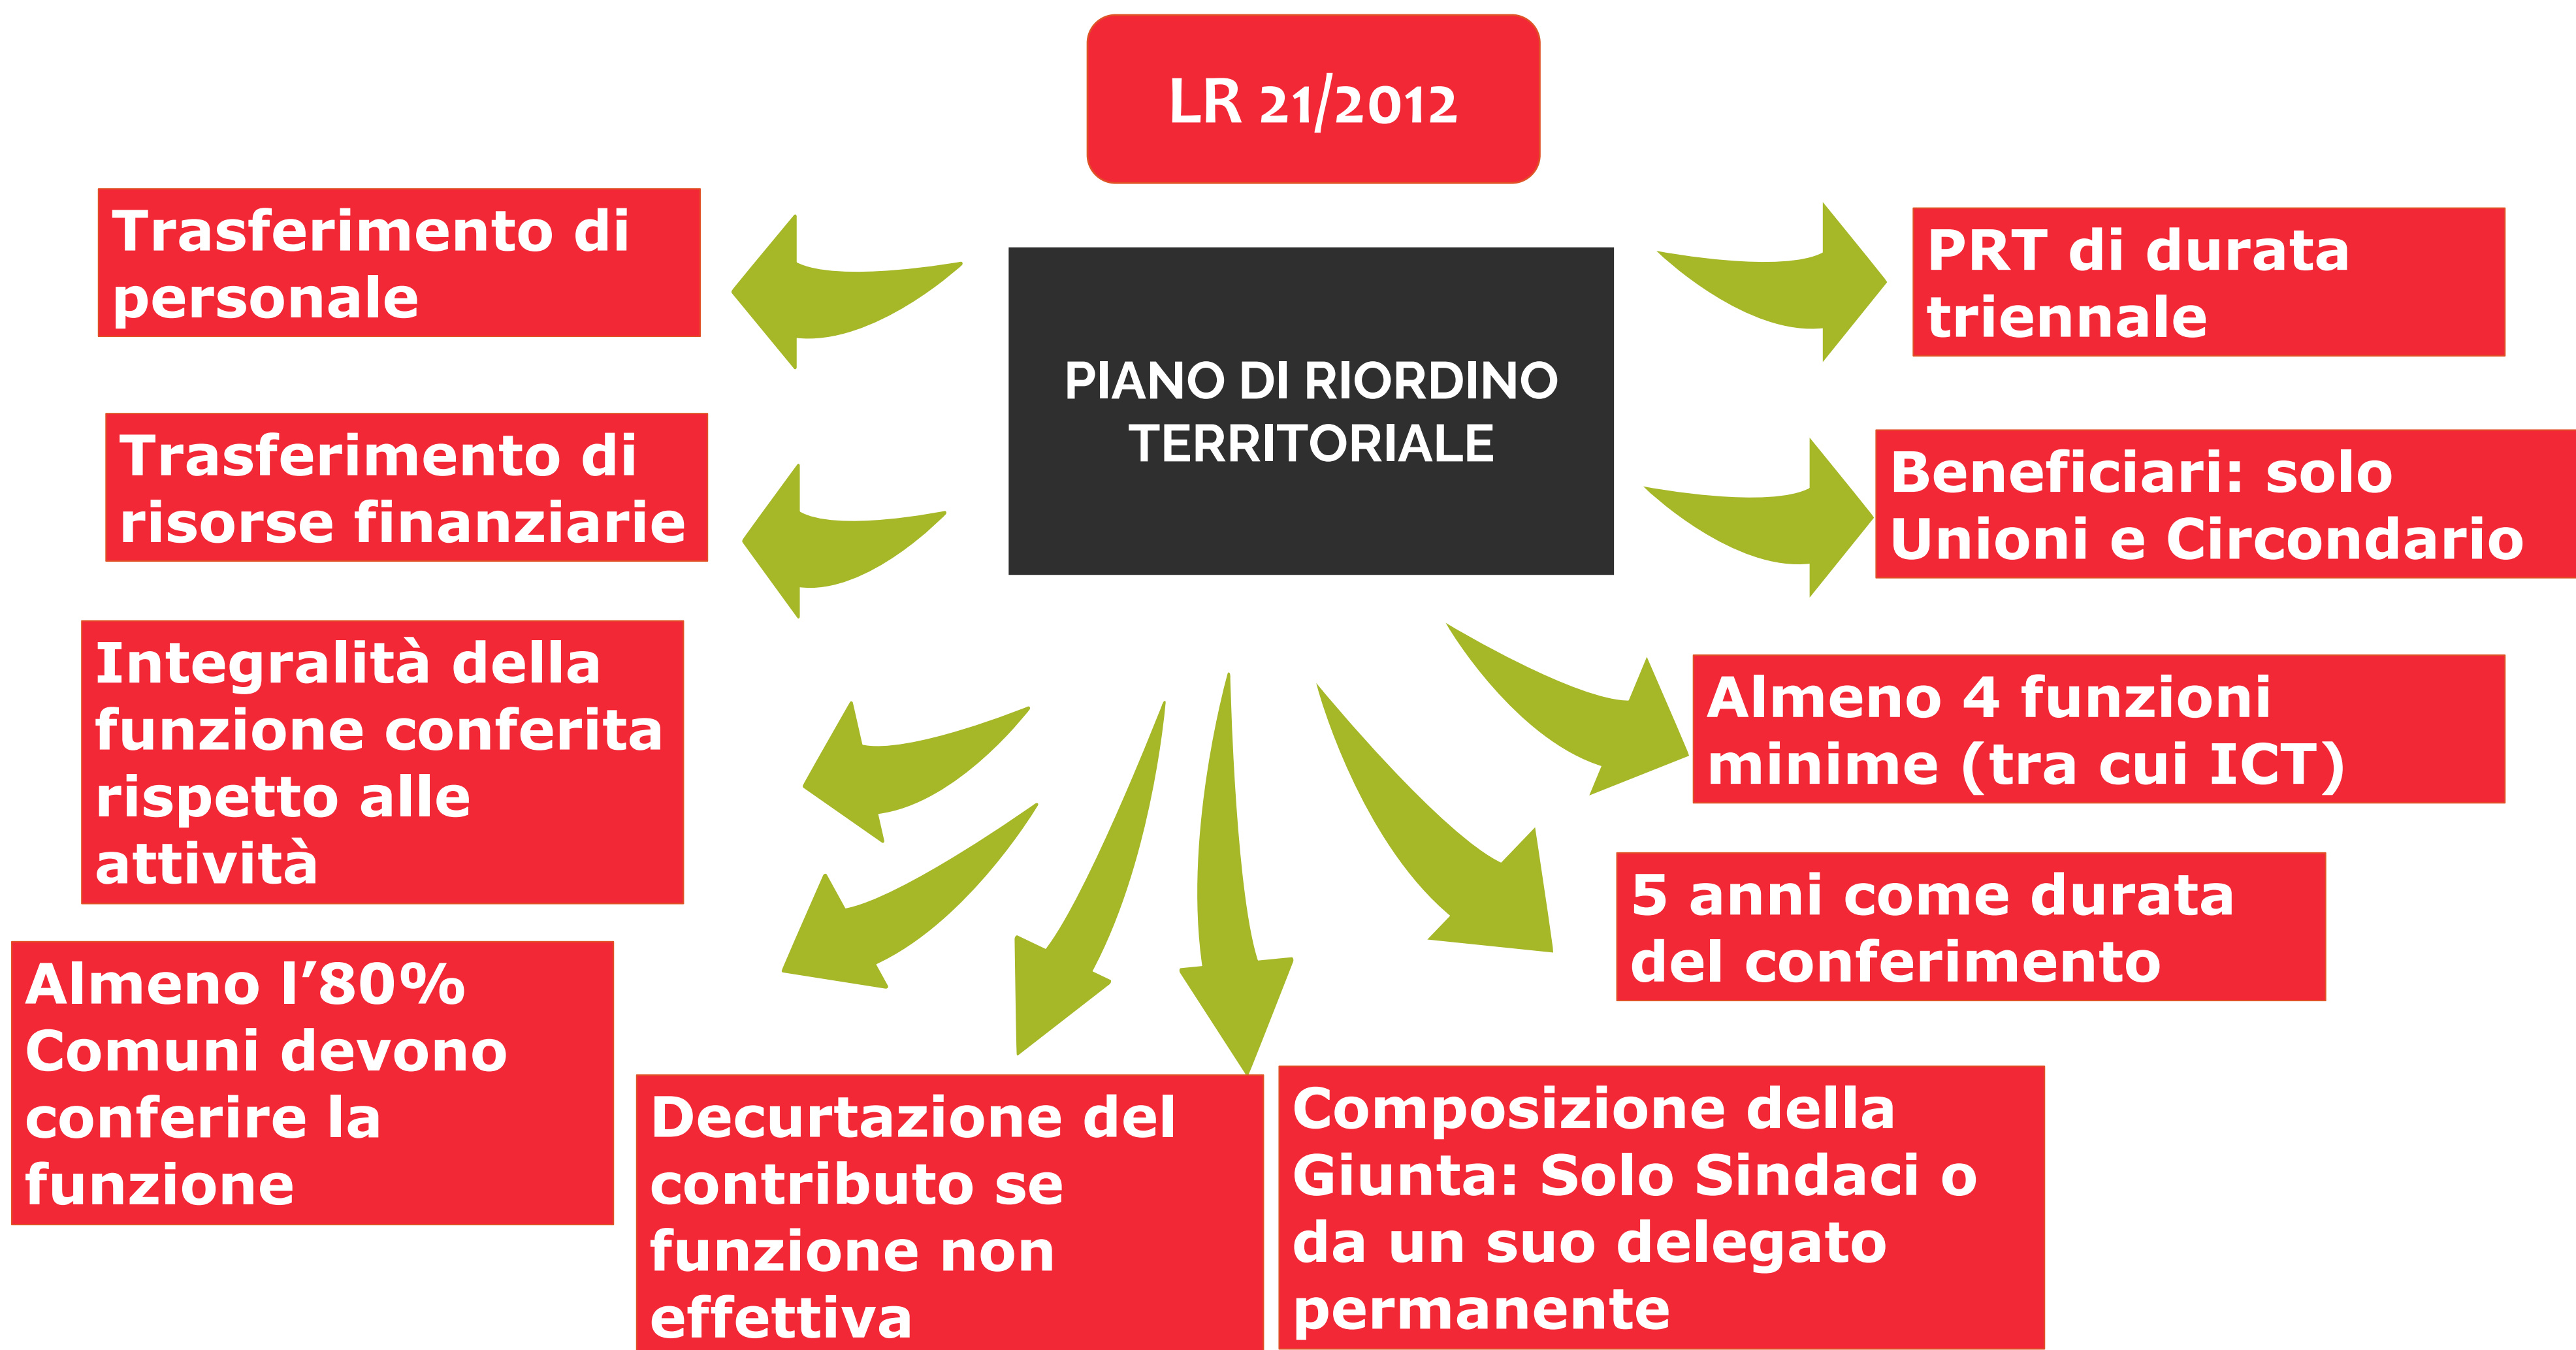 LR 21/2012
Trasferimento di
personale
PIANO DI RIORDINO
TERRITORIALE
PRT di durata
triennale
Trasferimento di
risorse finanziarie
Beneficiari: solo
Unioni e Circondario
Integralità della
funzione conferita
rispetto alle
attività
Almeno 4 funzioni
minime (tra cui ICT)
5 anni come durata
del conferimento
Almeno l’80%
Comuni devono
conferire la
funzione
Decurtazione del
contributo se
funzione non
effettiva
Composizione della
Giunta: Solo Sindaci o
da un suo delegato
permanente